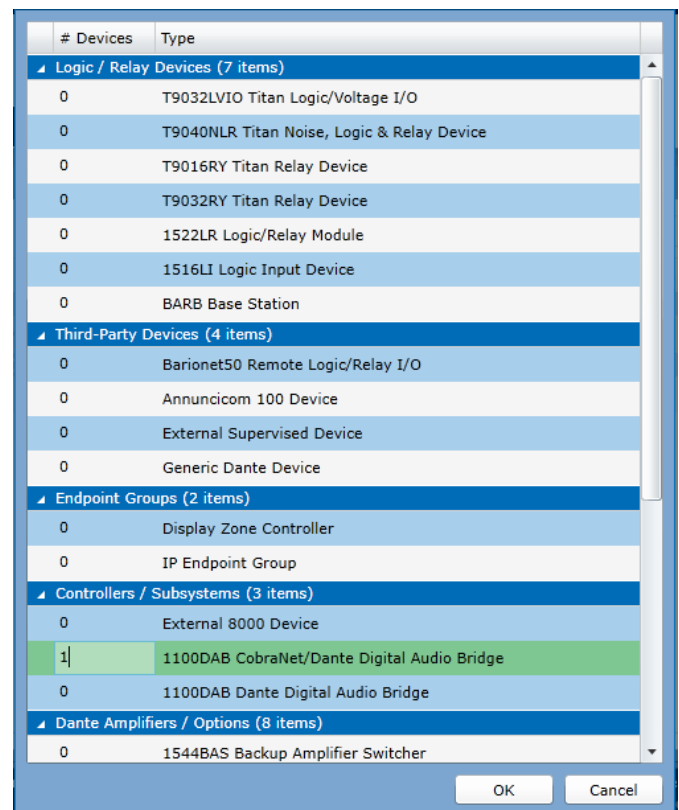 # Devices Type
Logic / Relay Devices (7 items)
0 T9032LVIO Titan Logic/Voltage I/O
0 T9040NLR Titan Noise, Logic & Relay Device
0 T9016RY Titan Relay Device
0 T9032RY Titan Relay Device
0 1522LR Logic/Relay Module
0 1516LI Logic Input Device
0 BARB Base Station
Third-Party Devices (4 items)
0 Barionet50 Remote Logic/Relay I/O
0 Annuncicom 100 Device
0 External Supervised Device
0 Generic Dante Device
Endpoint Groups (2 items)
0 Display Zone Controller
0 IP Endpoint Group
Controllers / Subsystems (3 items)
0 External 8000 Device
1 1100DAB CobraNet/Dante Digital Audio Bridge
0 1100DAB Dante Digital Audio Bridge
Dante Amplifiers / Options (8 items)
0 1544BAS Backup Amplifier Switcher
OK Cancel